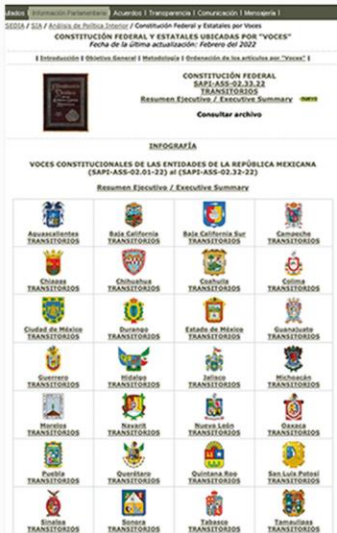 ulados | Información Parlamentaria | Acuerdos | Transparencia | Comunicación | Mensajería |
SEDIA / SIA / Análisis de Política Interior / Constitución Federal y Estatales por Voces
CONSTITUCIÓN FEDERAL Y ESTATALES UBICADAS POR "VOCES"
Fecha de la última actualización: Febrero del 2022
| Introducción | Objetivo General | Metodología | Ordenación de los artículos por "Voces" |
CONSTITUCIÓN FEDERAL
SAPI-ASS-02.33.22
TRANSITORIOS
Resumen Ejecutivo / Executive Summary nuevo
Consultar archivo
INFOGRAFÍA
VOCES CONSTITUCIONALES DE LAS ENTIDADES DE LA REPÚBLICA MEXICANA
(SAPI-ASS-02.01-22) al (SAPI-ASS-02.32-22)
Resumen Ejecutivo / Executive Summary
Aguascalientes Baja California Baja California Sur Campeche
TRANSITORIOS TRANSITORIOS TRANSITORIOS TRANSITORIOS
Chiapas Chihuahua Coahuila Colima
TRANSITORIOS TRANSITORIOS TRANSITORIOS TRANSITORIOS
Ciudad de México Durango Estado de México Guanajuato
TRANSITORIOS TRANSITORIOS TRANSITORIOS TRANSITORIOS
Guerrero Hidalgo Jalisco Michoacán
TRANSITORIOS TRANSITORIOS TRANSITORIOS TRANSITORIOS
Morelos Nayarit Nuevo León Oaxaca
TRANSITORIOS TRANSITORIOS TRANSITORIOS TRANSITORIOS
Puebla Querétaro Quintana Roo San Luis Potosí
TRANSITORIOS TRANSITORIOS TRANSITORIOS TRANSITORIOS
Sinaloa Sonora Tabasco Tamaulipas
TRANSITORIOS TRANSITORIOS TRANSITORIOS TRANSITORIOS